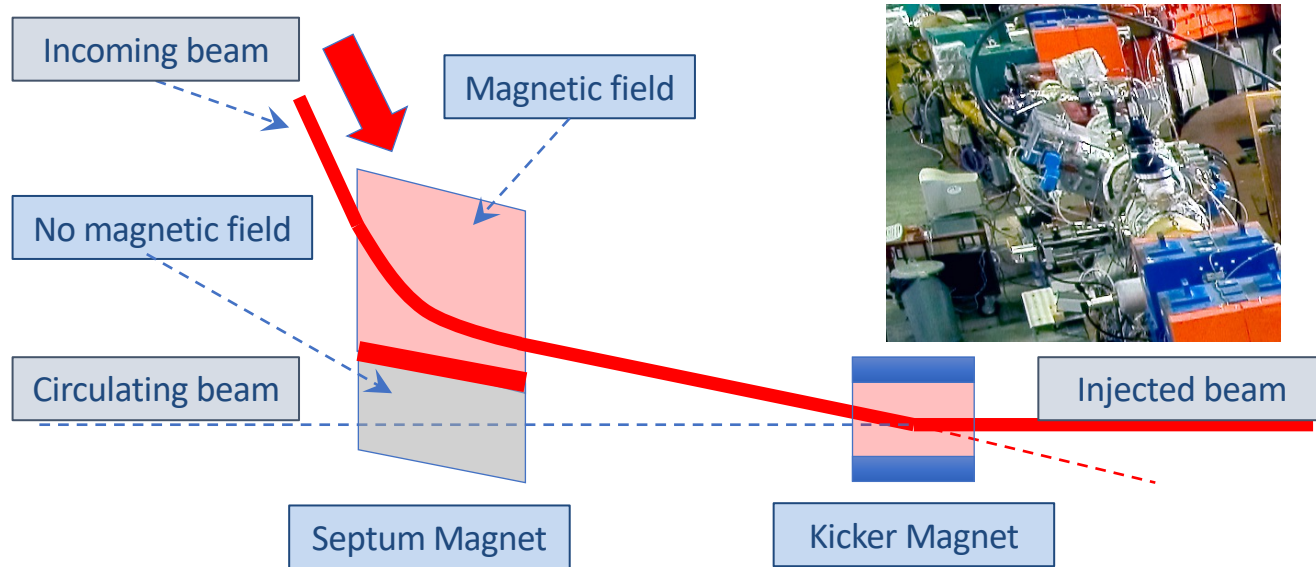 Incoming beam
Magnetic field
No magnetic field
Circulating beam
Injected beam
Septum Magnet
Kicker Magnet